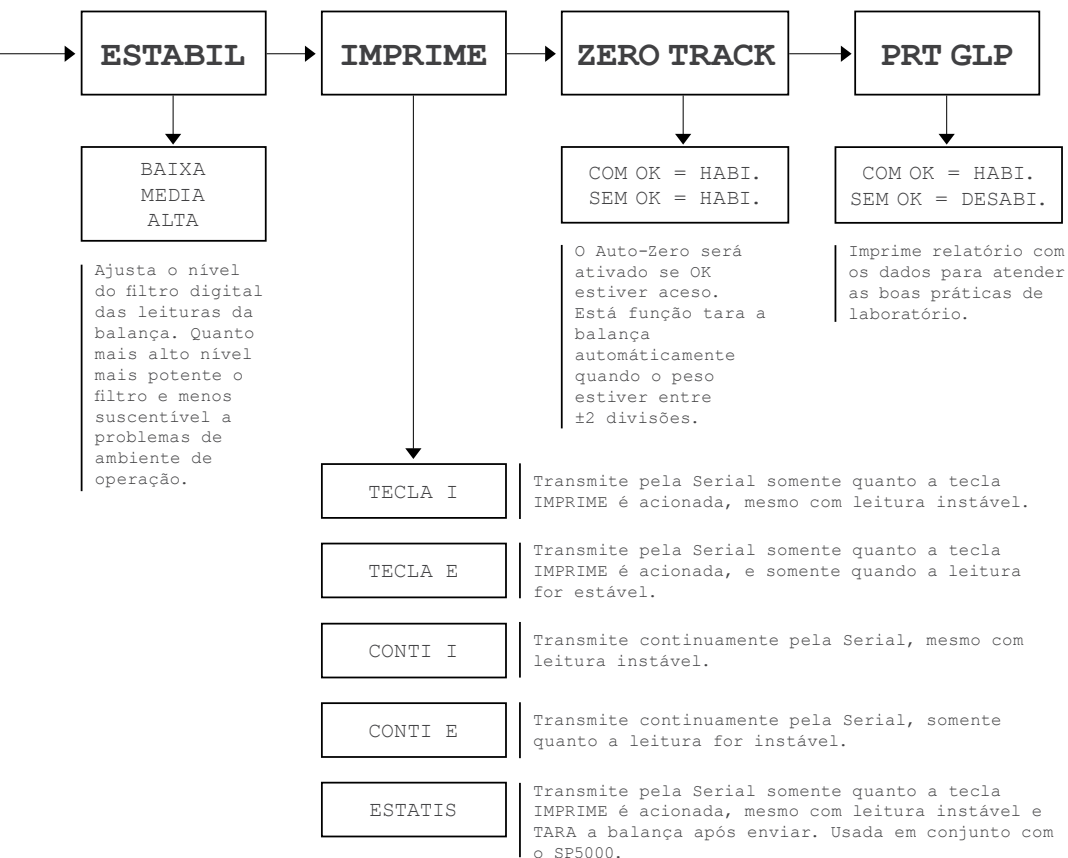 ESTABIL
IMPRIME
ZERO TRACK
PRT GLP
BAIXA
MEDIA
ALTA
COM OK = HABI.
SEM OK = HABI.
COM OK = HABI.
SEM OK = DESABI.
Ajusta o nível
do filtro digital
das leituras da
balança. Quanto
mais alto nível
mais potente o
filtro e menos
suscentível a
problemas de
ambiente de
operação.
O Auto-Zero será
ativado se OK
estiver aceso.
Está função tara a
balança
automáticamente
quando o peso
estiver entre
±2 divisões.
Imprime relatório com
os dados para atender
as boas práticas de
laboratório.
TECLA I
Transmite pela Serial somente quanto a tecla
IMPRIME é acionada, mesmo com leitura instável.
TECLA E
Transmite pela Serial somente quanto a tecla
IMPRIME é acionada, e somente quando a leitura
for estável.
CONTI I
Transmite continuamente pela Serial, mesmo com
leitura instável.
CONTI E
Transmite continuamente pela Serial, somente
quanto a leitura for instável.
ESTATIS
Transmite pela Serial somente quanto a tecla
IMPRIME é acionada, mesmo com leitura instável e
TARA a balança após enviar. Usada em conjunto com
o SP5000.